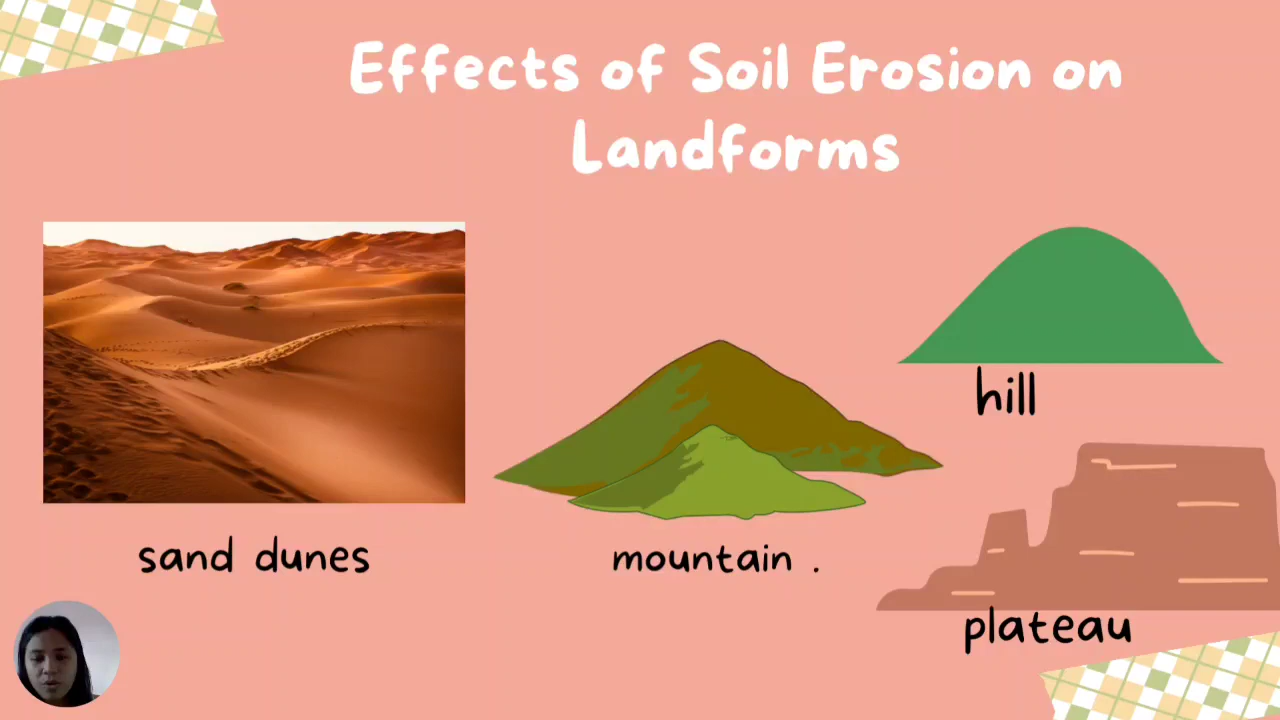 Effects of Soil Erosion on
Landforms
hill
sand dunes
mountain .
plateau